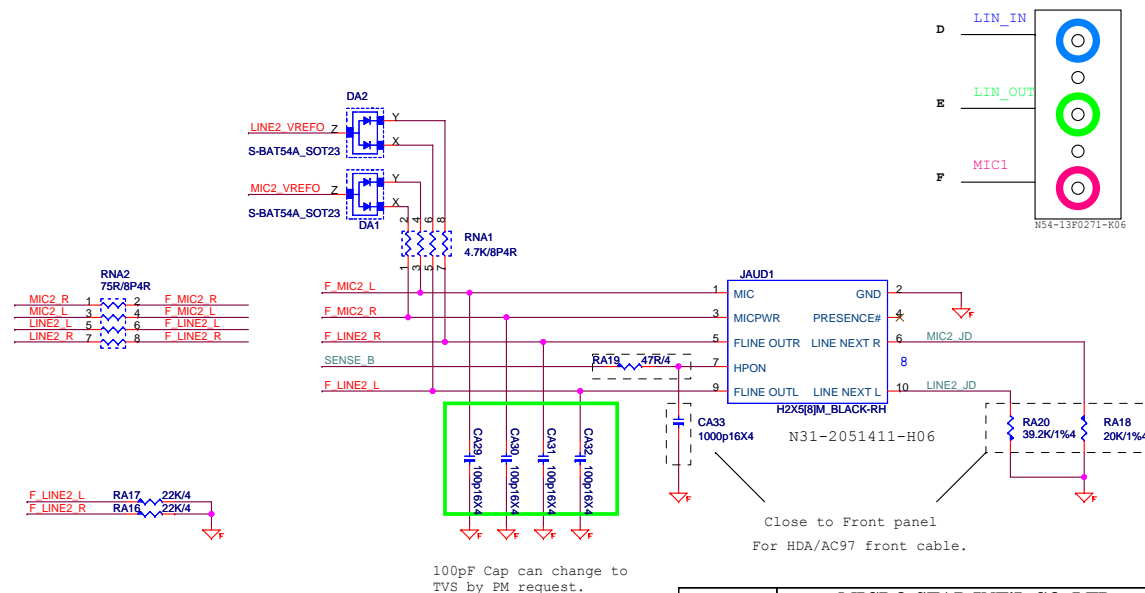 D LIN_IN
E LIN_OUT
F MIC1
N54-13F0271-K06
DA2
LINE2_VREFO Z Y
X
S-BAT54A_SOT23
MIC2_VREFO Z Y
X
S-BAT54A_SOT23
DA1
2 4 6 8
RNA1
4.7K/8P4R
1 3 5 7
RNA2
75R/8P4R
MIC2_R 1 2 F_MIC2_R
MIC2_L 3 4 F_MIC2_L
LINE2_L 5 6 F_LINE2_L
LINE2_R 7 8 F_LINE2_R
JAUD1
F_MIC2_L 1 MIC GND 2
F
F_MIC2_R 3 MICPWR PRESENCE# 4
F_LINE2_R 5 FLINE OUTR LINE NEXT R 6 MIC2_JD
SENSE_B RA19 47R/4 7 HPON 8
F_LINE2_L 9 FLINE OUTL LINE NEXT L 10 LINE2_JD
H2X5[8]M_BLACK-RH
N31-2051411-H06
CA29 100p16X4
CA30 100p16X4
CA31 100p16X4
CA32 100p16X4
F F F F
CA33
1000p16X4
F
RA20
39.2K/1%4
RA18
20K/1%4
F
F_LINE2_L RA17 22K/4
F_LINE2_R RA16 22K/4
F
Close to Front panel
For HDA/AC97 front cable.
100pF Cap can change to
TVS by PM request.